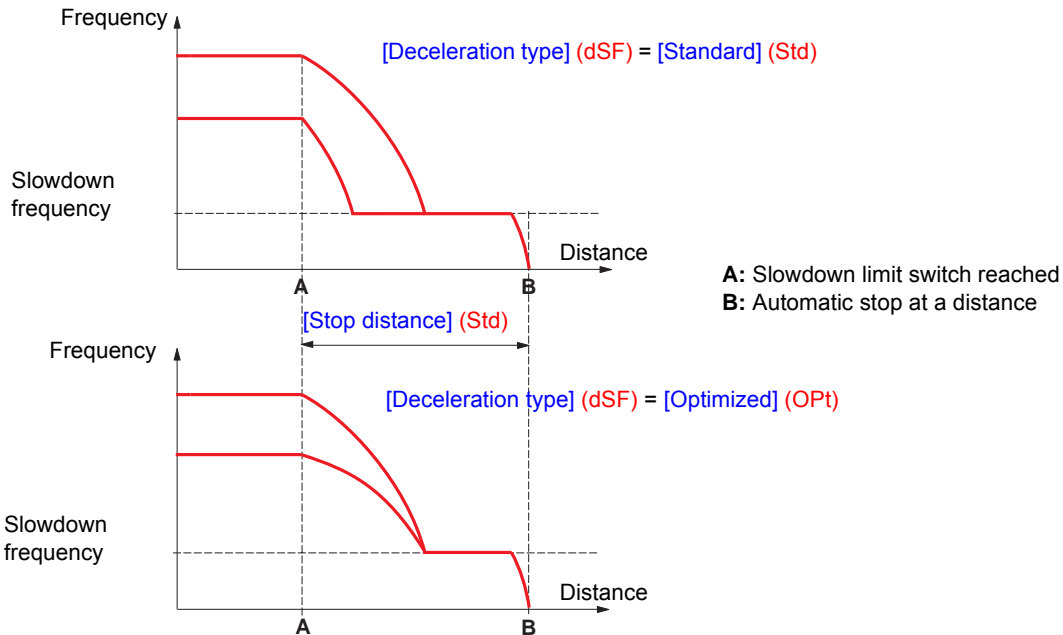 Frequency
[Deceleration type] (dSF) = [Standard] (Std)
Slowdown
frequency
Distance
A
B
A: Slowdown limit switch reached
B: Automatic stop at a distance
[Stop distance] (Std)
Frequency
[Deceleration type] (dSF) = [Optimized] (OPt)
Slowdown
frequency
Distance
A
B